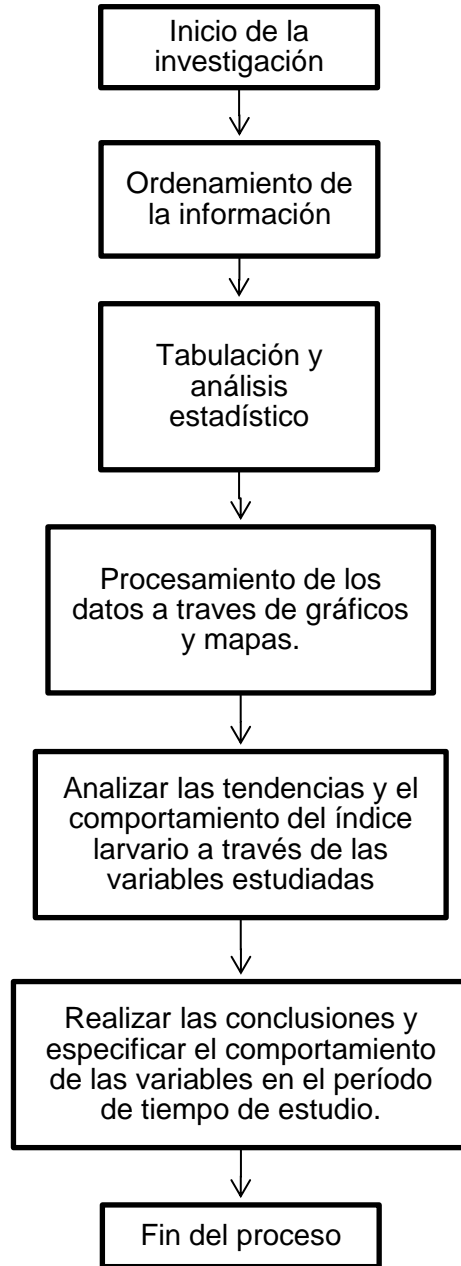 Inicio de la
investigación
Ordenamiento de
la información
Tabulación y
análisis
estadístico
Procesamiento de los
datos a traves de gráficos
y mapas.
Analizar las tendencias y el
comportamiento del índice
larvario a través de las
variables estudiadas
Realizar las conclusiones y
especificar el comportamiento
de las variables en el período
de tiempo de estudio.
Fin del proceso